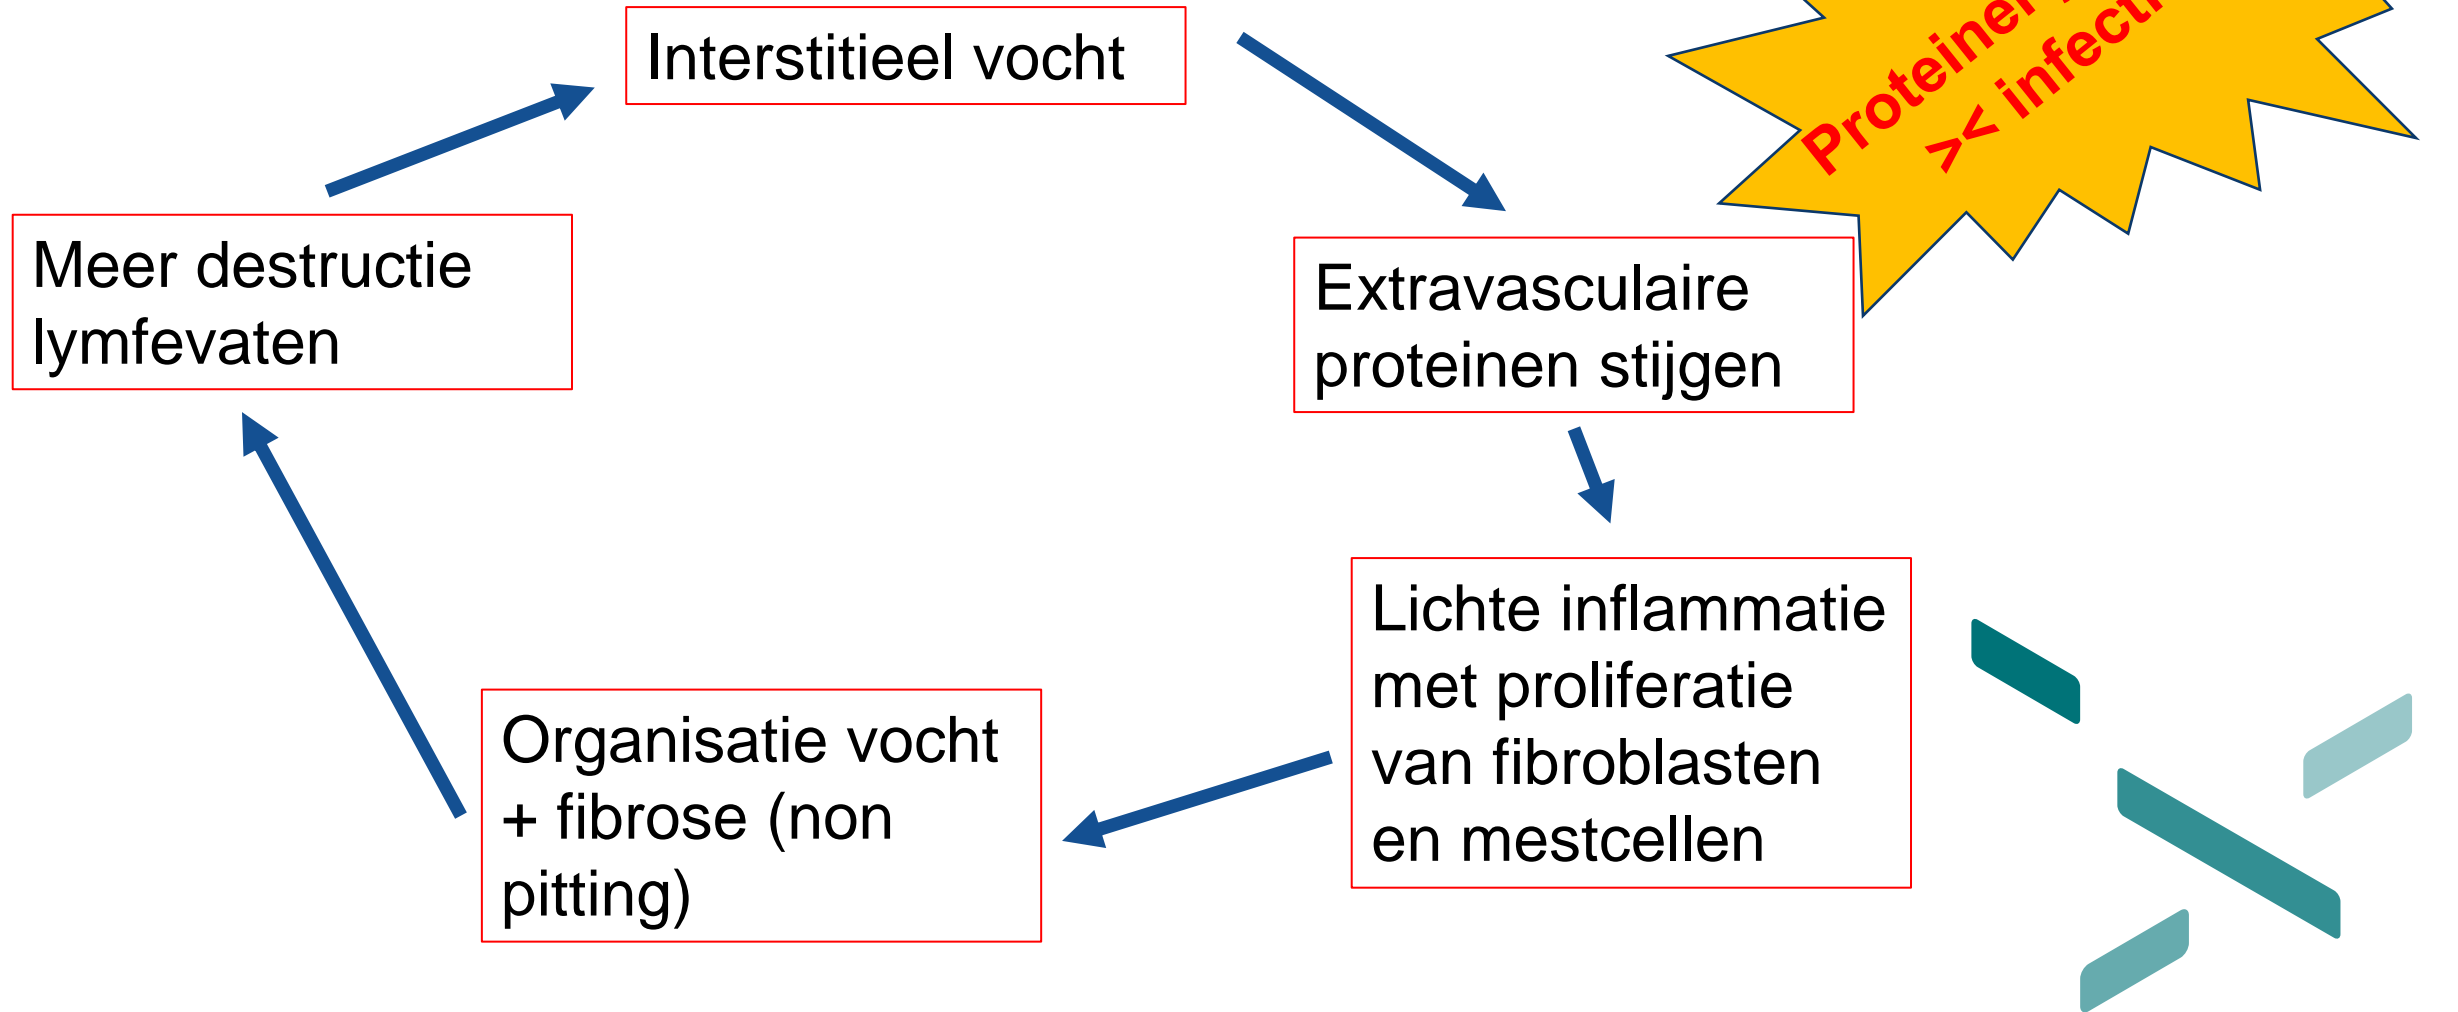 Interstitieel vocht
>< 
Meer destructie
lymfevaten
Extravasculaire
proteinen stijgen
Lichte inflammatie
met proliferatie
van fibroblasten
en mestcellen
Organisatie vocht
+ fibrose (non
pitting)